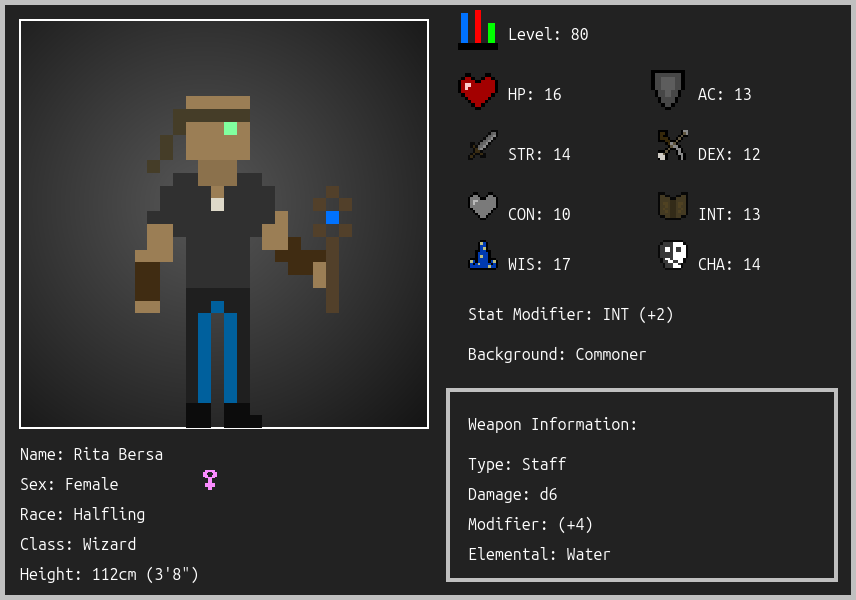 Level: 80
HP: 16
AC: 13
STR: 14
DEX: 12
CON: 10
INT: 13
WIS: 17
CHA: 14
Stat Modifier: INT (+2)
Background: Commoner
Weapon Information:
Type: Staff
Damage: d6
Modifier: (+4)
Elemental: Water
Name: Rita Bersa
Sex: Female
Race: Halfling
Class: Wizard
Height: 112cm (3'8")